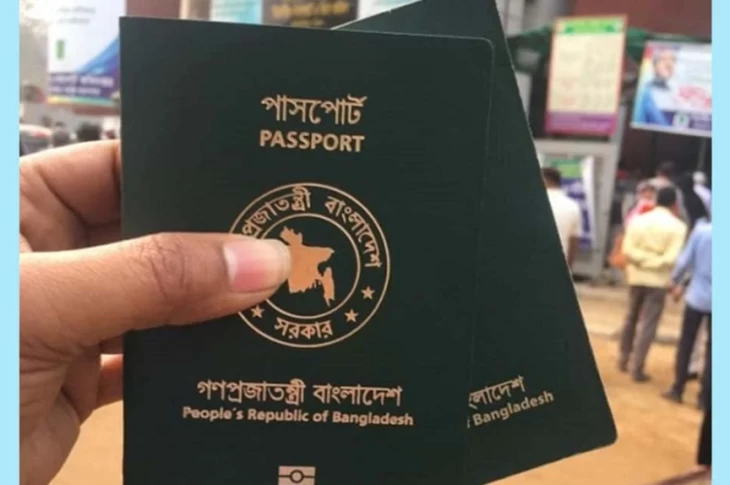 পাসপোর্ট
PASSPORT
প্রজাতন্ত্রী বাংলাদেশ
সরকার
গণপ্রজাতন্ত্রী বাংলাদেশ
People's Republic of Bangladesh
Bangladesh